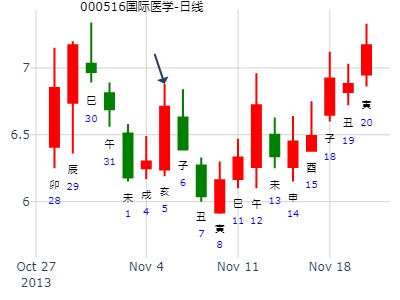 000516国际医学-日线
7
6.5
6
卯
28
辰
29
巳
30
午
31
未
1
戌
4
亥
5
子
6
丑
7
寅
8
巳
11
午
12
未
13
申
14
酉
15
子
18
丑
19
寅
20
Oct 27
2013
Nov 4
Nov 11
Nov 18